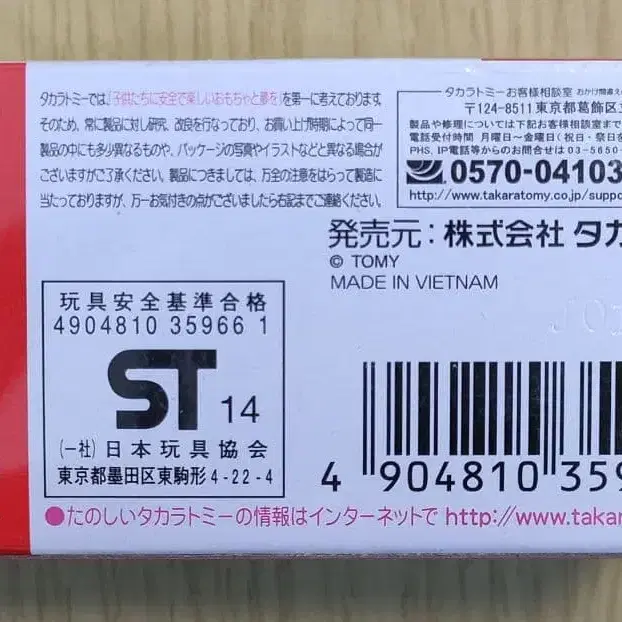 タカラトミーでは、「子供たちに安全で楽しいおもちゃと夢を」を第一に考えております。
そのため、常に製品に対し研究、改良を行なっており、お買い上げ時期によって同一
製品の中にも多少異なるものや、パッケージの写真やイラストなどと異なる場合が
ございますがご了承ください。製品につきましては、万全の注意をはらって製造に
当たっておりますが、万一お気付きの点がございましたら右記までご連絡ください。
タカラトミーお客様相談室 おかけ間違え
〒124-8511 東京都葛飾区立
製品や修理については下記お客様相談室まで
電話受付時間 月曜日～金曜日(祝日・祭日を
PHS、IP電話等からのお問合せは 03-5650-
0570-04103
http://www.takaratomy.co.jp/suppo
発売元:株式会社 タカ
© TOMY
MADE IN VIETNAM
玩具安全基準合格
4904810 35966 1
ST 14
(一社)日本玩具協会
東京都墨田区東駒形4-22-4
4 904810 359
●たのしいタカラトミーの情報はインターネットで http://www.takar